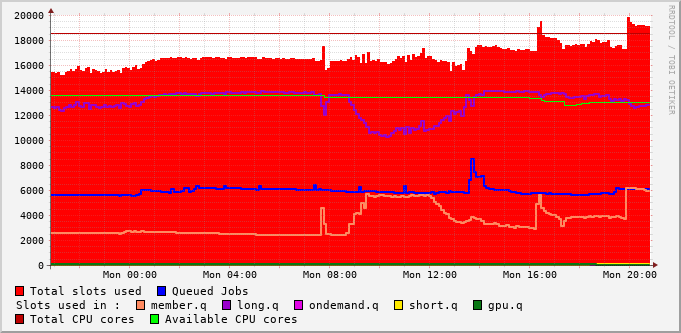 20000
18000
16000
14000
12000
10000
8000
6000
4000
2000
0
Mon 00:00 Mon 04:00 Mon 08:00 Mon 12:00 Mon 16:00 Mon 20:00
RRDTOOL / TOBI OETIKER
Total slots used Queued Jobs
Slots used in : member.q long.q ondemand.q short.q gpu.q
Total CPU cores Available CPU cores